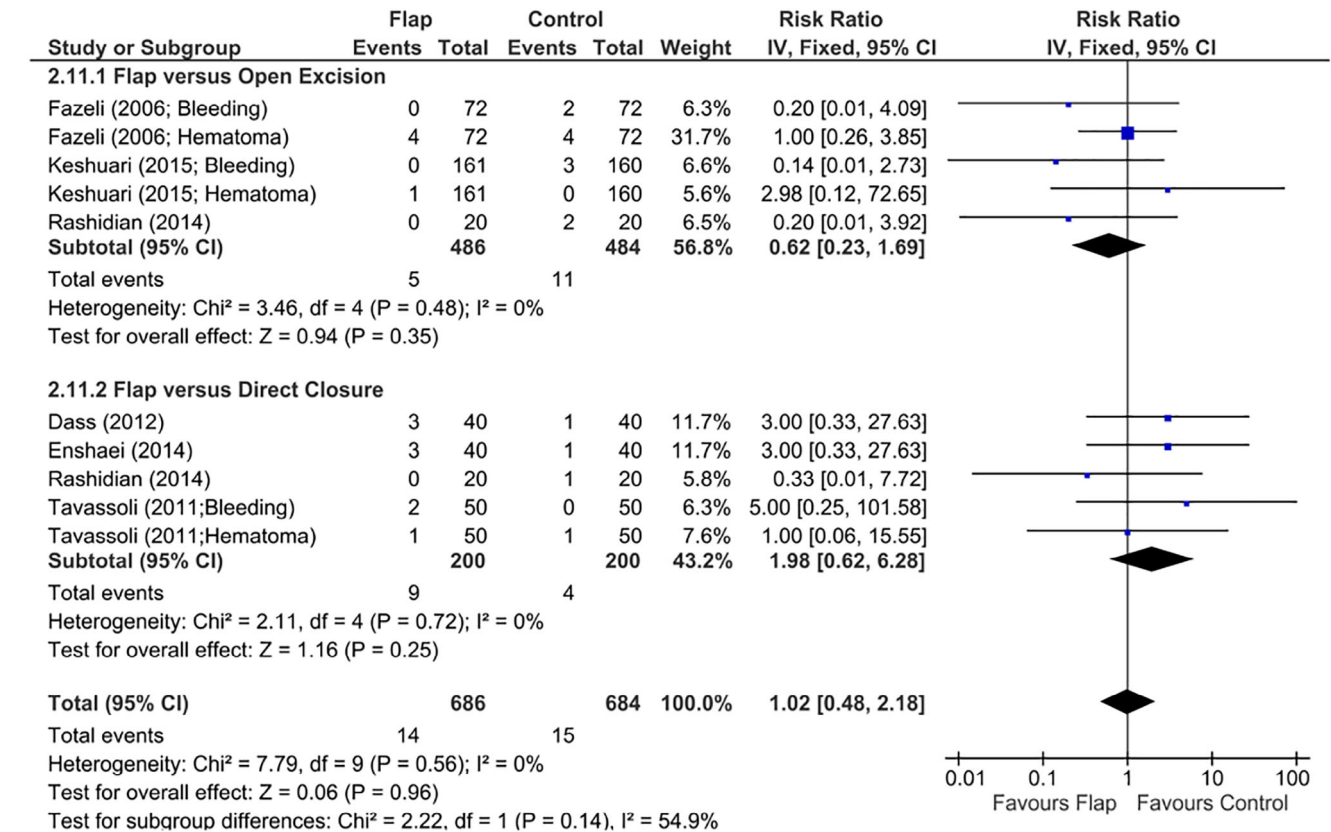 Flap Control Risk Ratio Risk Ratio
Study or Subgroup Events Total Events Total Weight IV, Fixed, 95% CI IV, Fixed, 95% CI
2.11.1 Flap versus Open Excision
Fazeli (2006; Bleeding) 0 72 2 72 6.3% 0.20 [0.01, 4.09]
Fazeli (2006; Hematoma) 4 72 4 72 31.7% 1.00 [0.26, 3.85]
Keshuari (2015; Bleeding) 0 161 3 160 6.6% 0.14 [0.01, 2.73]
Keshuari (2015; Hematoma) 1 161 0 160 5.6% 2.98 [0.12, 72.65]
Rashidian (2014) 0 20 2 20 6.5% 0.20 [0.01, 3.92]
Subtotal (95% CI) 486 484 56.8% 0.62 [0.23, 1.69]
Total events 5 11
Heterogeneity: Chi² = 3.46, df = 4 (P = 0.48); I² = 0%
Test for overall effect: Z = 0.94 (P = 0.35)
2.11.2 Flap versus Direct Closure
Dass (2012) 3 40 1 40 11.7% 3.00 [0.33, 27.63]
Enshaei (2014) 3 40 1 40 11.7% 3.00 [0.33, 27.63]
Rashidian (2014) 0 20 1 20 5.8% 0.33 [0.01, 7.72]
Tavassoli (2011;Bleeding) 2 50 0 50 6.3% 5.00 [0.25, 101.58]
Tavassoli (2011;Hematoma) 1 50 1 50 7.6% 1.00 [0.06, 15.55]
Subtotal (95% CI) 200 200 43.2% 1.98 [0.62, 6.28]
Total events 9 4
Heterogeneity: Chi² = 2.11, df = 4 (P = 0.72); I² = 0%
Test for overall effect: Z = 1.16 (P = 0.25)
Total (95% CI) 686 684 100.0% 1.02 [0.48, 2.18]
Total events 14 15
Heterogeneity: Chi² = 7.79, df = 9 (P = 0.56); I² = 0%
Test for overall effect: Z = 0.06 (P = 0.96)
Test for subgroup differences: Chi² = 2.22, df = 1 (P = 0.14), I² = 54.9%
0.01 0.1 1 10 100
Favours Flap Favours Control